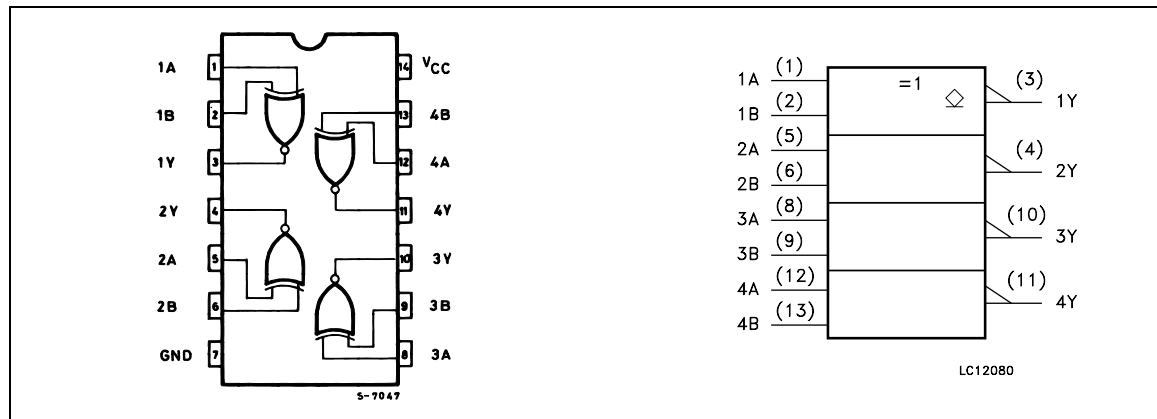 1A 1 14 VCC
1B 2 13 4B
1Y 3 12 4A
2Y 4 11 4Y
2A 5 10 3Y
2B 6 9 3B
GND 7 8 3A
S-7047
=1
1A (1) (3) 1Y
1B (2)
2A (5) (4) 2Y
2B (6)
3A (8) (10) 3Y
3B (9)
4A (12) (11) 4Y
4B (13)
LC12080